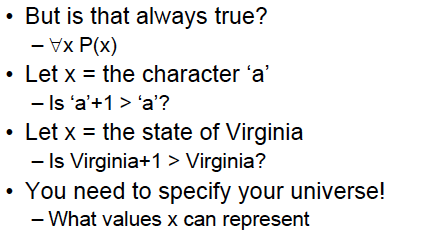 • But is that always true?
– ∀x P(x)
• Let x = the character ‘a’
– Is ‘a’+1 > ‘a’?
• Let x = the state of Virginia
– Is Virginia+1 > Virginia?
• You need to specify your universe!
– What values x can represent